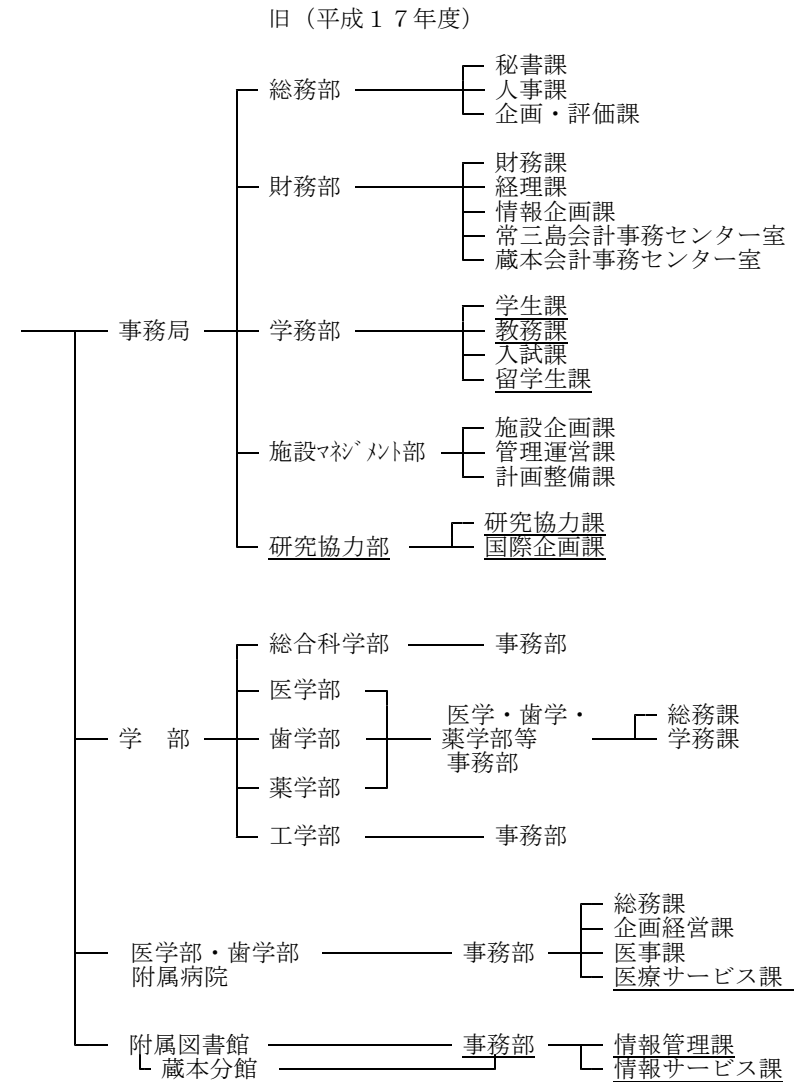 旧（平成１７年度）
秘書課
総務部
人事課
企画・評価課
財務課
財務部
経理課
情報企画課
常三島会計事務センター室
蔵本会計事務センター室
学生課
事務局
学務部
教務課
入試課
留学生課
施設企画課
施設ﾏﾈｼﾞﾒﾝﾄ部
管理運営課
計画整備課
研究協力課
研究協力部
国際企画課
総合科学部
事務部
医学部
医学・歯学・
総務課
学　部
歯学部
薬学部等
学務課
事務部
薬学部
工学部
事務部
総務課
企画経営課
医学部・歯学部
事務部
医事課
附属病院
医療サービス課
附属図書館
事務部
情報管理課
蔵本分館
情報サービス課